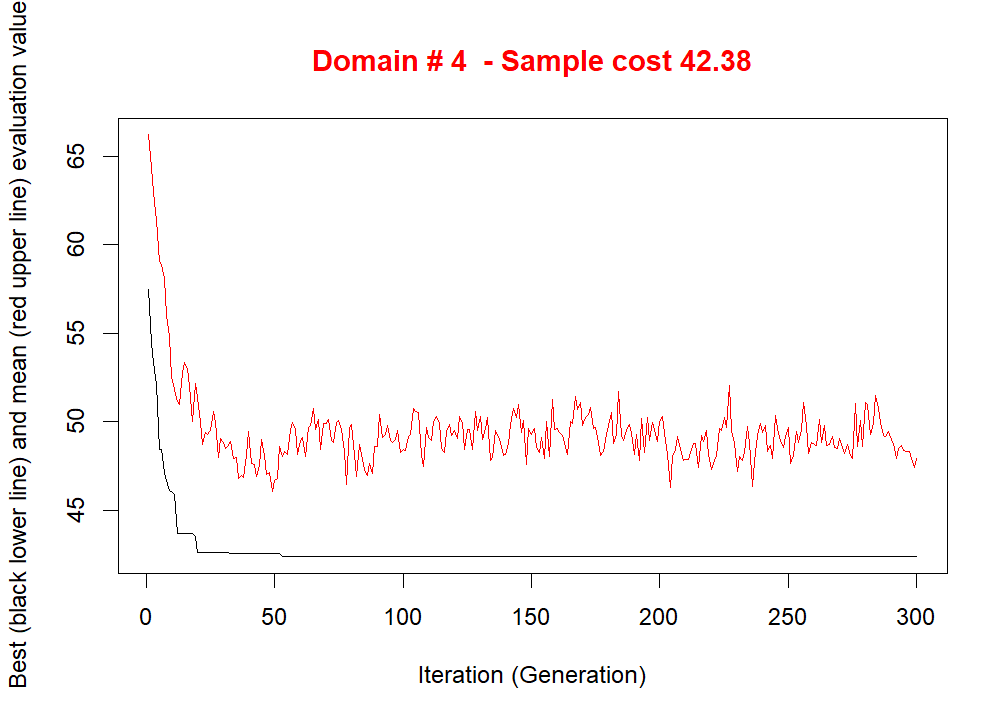 Domain # 4  - Sample cost 42.38
Best (black lower line) and mean (red upper line) evaluation value
65
60
55
50
45
0 50 100 150 200 250 300
Iteration (Generation)